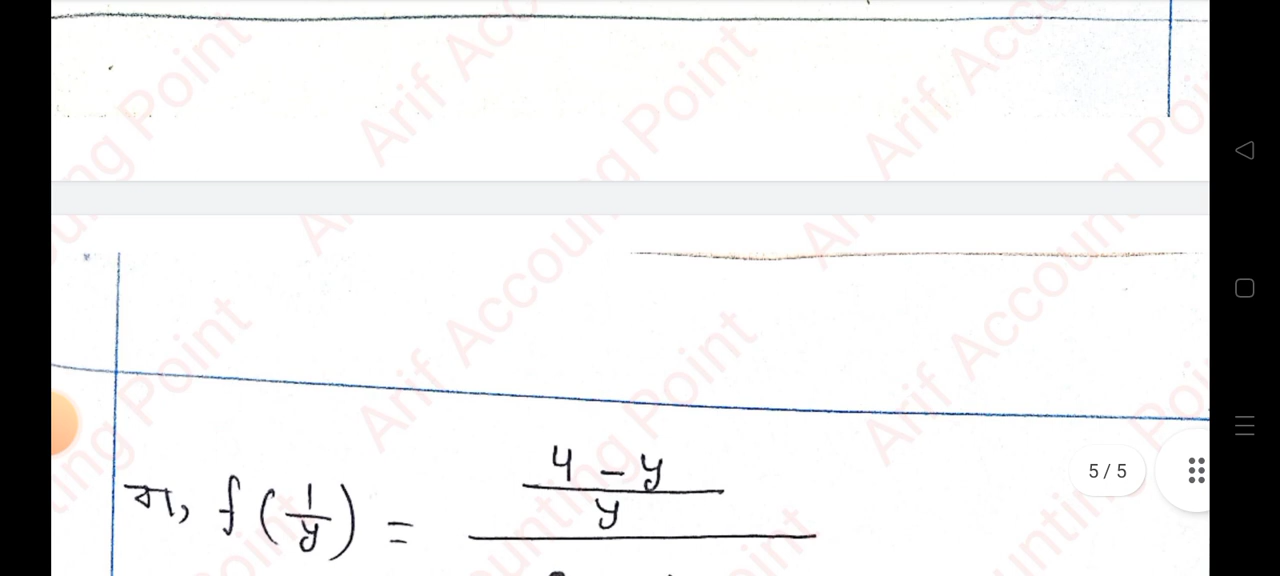 Arif Accounting Point
5/5
বা, f(1/y) = ((4 - y)/y)/